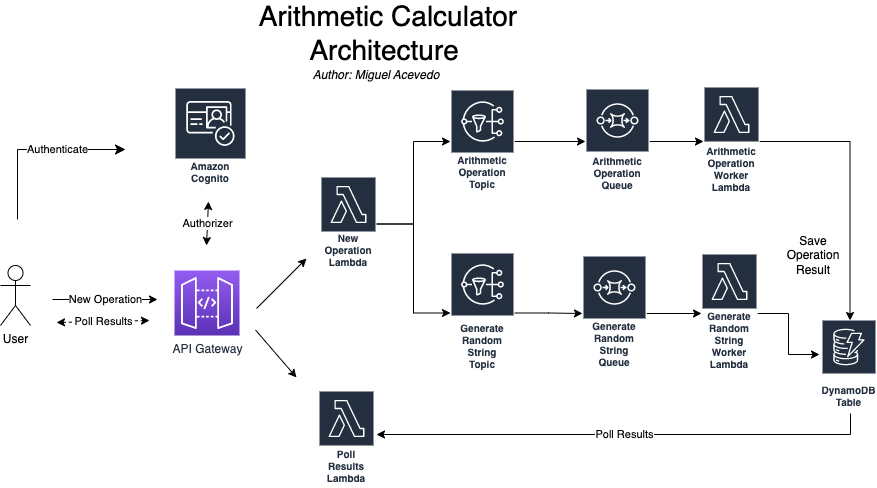 Arithmetic Calculator
Architecture
Author: Miguel Acevedo
Authenticate
Amazon
Cognito
Authorizer
User
New Operation
Poll Results
API Gateway
New
Operation
Lambda
Arithmetic
Operation
Topic
Arithmetic
Operation
Queue
Arithmetic
Operation
Worker
Lambda
Generate
Random
String
Topic
Generate
Random
String
Queue
Generate
Random
String
Worker
Lambda
Save
Operation
Result
DynamoDB
Table
Poll Results
Poll
Results
Lambda